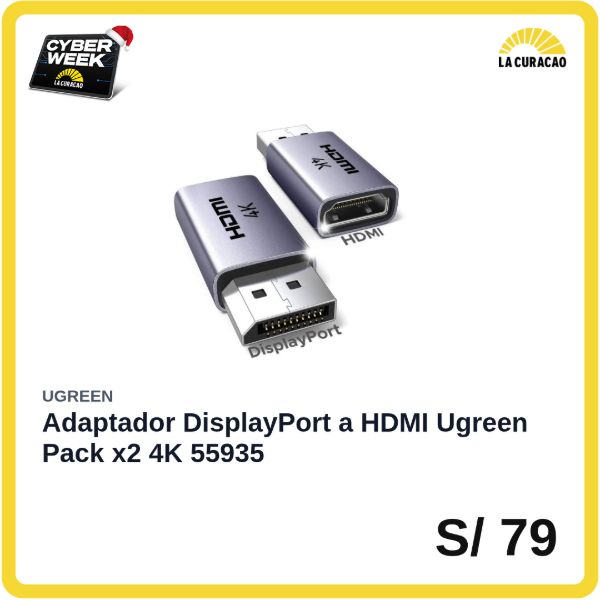 CYBER
WEEK
LA CURACAO
LA CURACAO
HDMI
4K
HDMI
4K
HDMI
DisplayPort
UGREEN
Adaptador DisplayPort a HDMI Ugreen
Pack x2 4K 55935
S/ 79